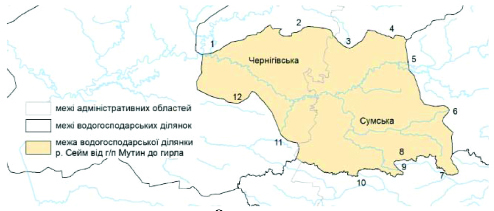 2
4
1
3
Чернігівська
5
12
6
Сумська
11
8
9
7
10
межі адміністративних областей
межі водогосподарських ділянок
межа водогосподарської ділянки
р. Сейм від г/п Мутин до гирла